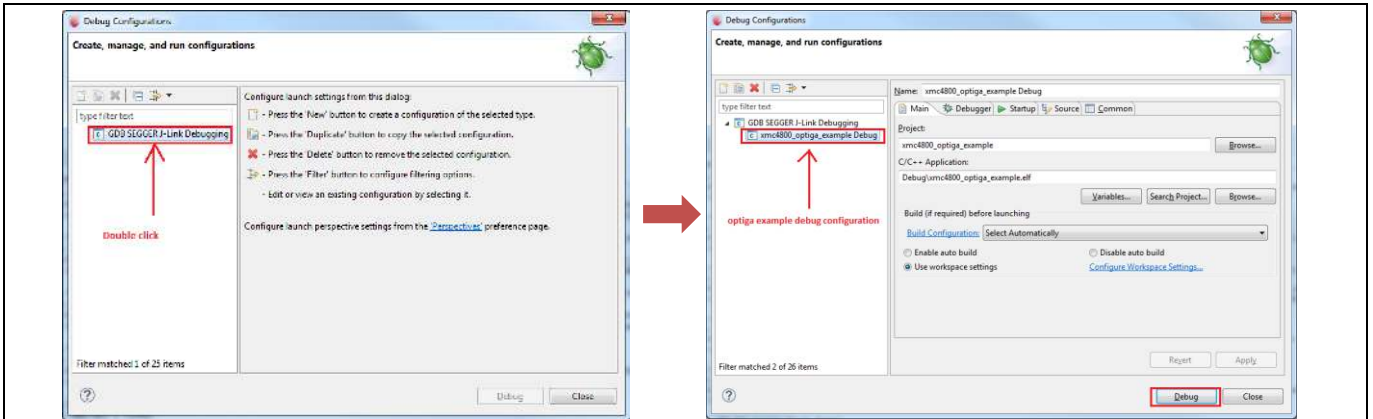 Debug Configurations
Create, manage, and run configurations
type filter text
GDB SEGGER J-Link Debugging
Double click
Filter matched 1 of 25 items
Configure launch settings from this dialog:
- Press the 'New' button to create a configuration of the selected type.
- Press the 'Duplicate' button to copy the selected configuration.
- Press the 'Delete' button to remove the selected configuration.
- Press the 'Filter' button to configure filtering options.
- Edit or view an existing configuration by selecting it.
Configure launch perspective settings from the 'Perspectives' preference page.
Debug
Close
Debug Configurations
Create, manage, and run configurations
type filter text
GDB SEGGER J-Link Debugging
xmc4800_optiga_example Debug
optiga example debug configuration
Filter matched 2 of 26 items
Name: xmc4800_optiga_example Debug
Main Debugger Startup Source Common
Project:
xmc4800_optiga_example Browse...
C/C++ Application:
Debug\xmc4800_optiga_example.elf
Variables... Search Project... Browse...
Build (if required) before launching
Build Configuration: Select Automatically
Enable auto build Disable auto build
Use workspace settings Configure Workspace Settings...
Revert Apply
Debug Close